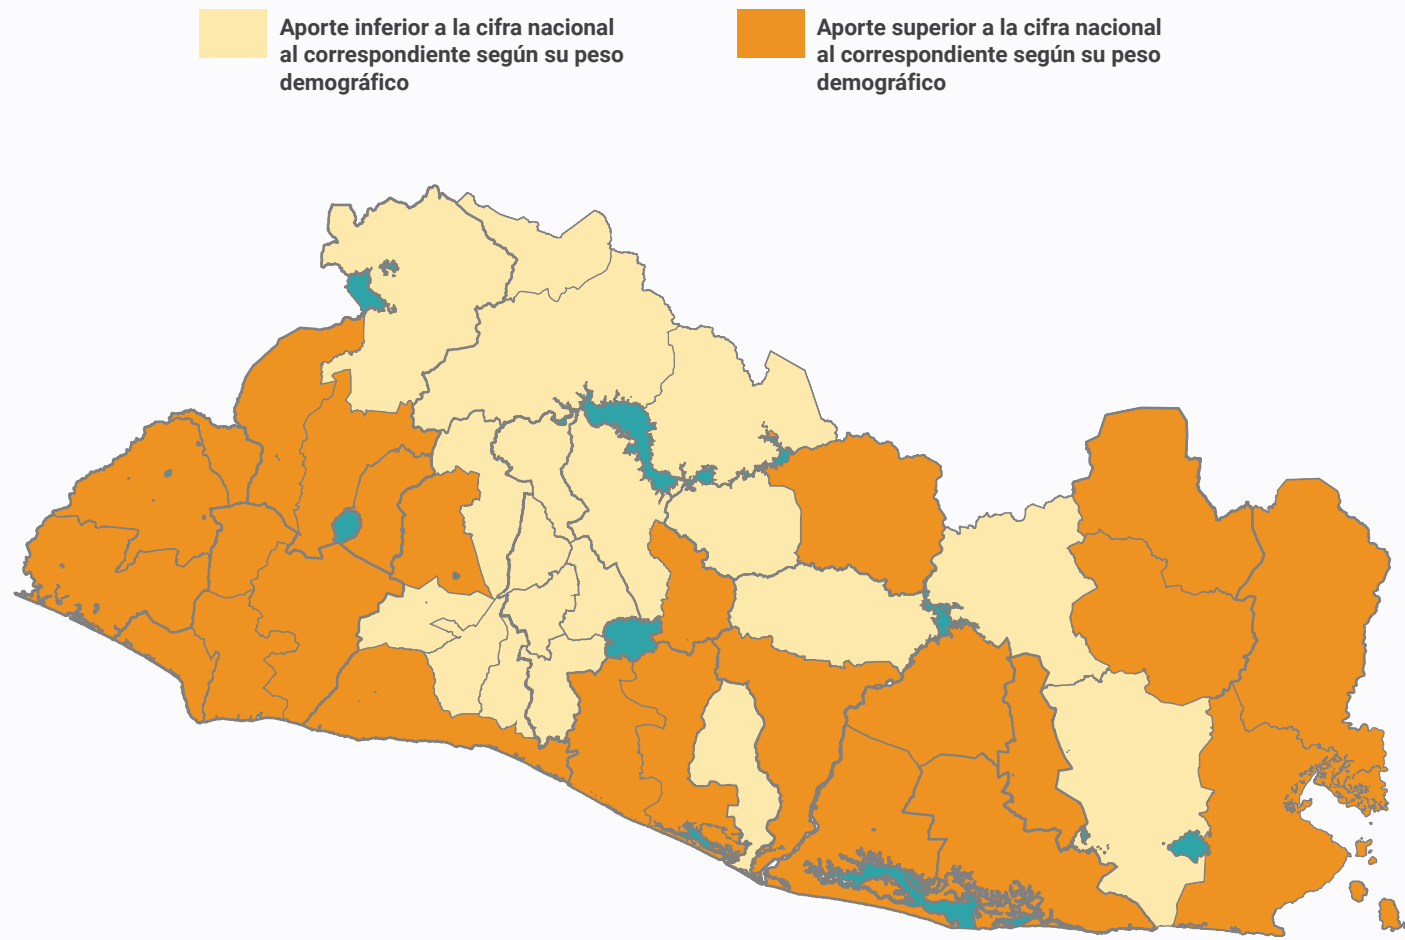 Aporte inferior a la cifra nacional
al correspondiente según su peso
demográfico
Aporte superior a la cifra nacional
al correspondiente según su peso
demográfico